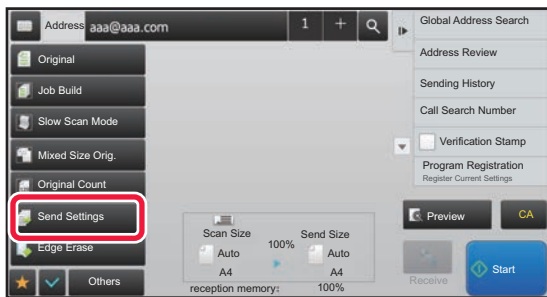 Address aaa@aaa.com 1 +
Original
Job Build
Slow Scan Mode
Mixed Size Orig.
Original Count
Send Settings
Edge Erase
Others
Scan Size
Auto
A4
100%
Send Size
Auto
A4
reception memory: 100%
Global Address Search
Address Review
Sending History
Call Search Number
Verification Stamp
Program Registration
Register Current Settings
Preview
CA
Receive
Start